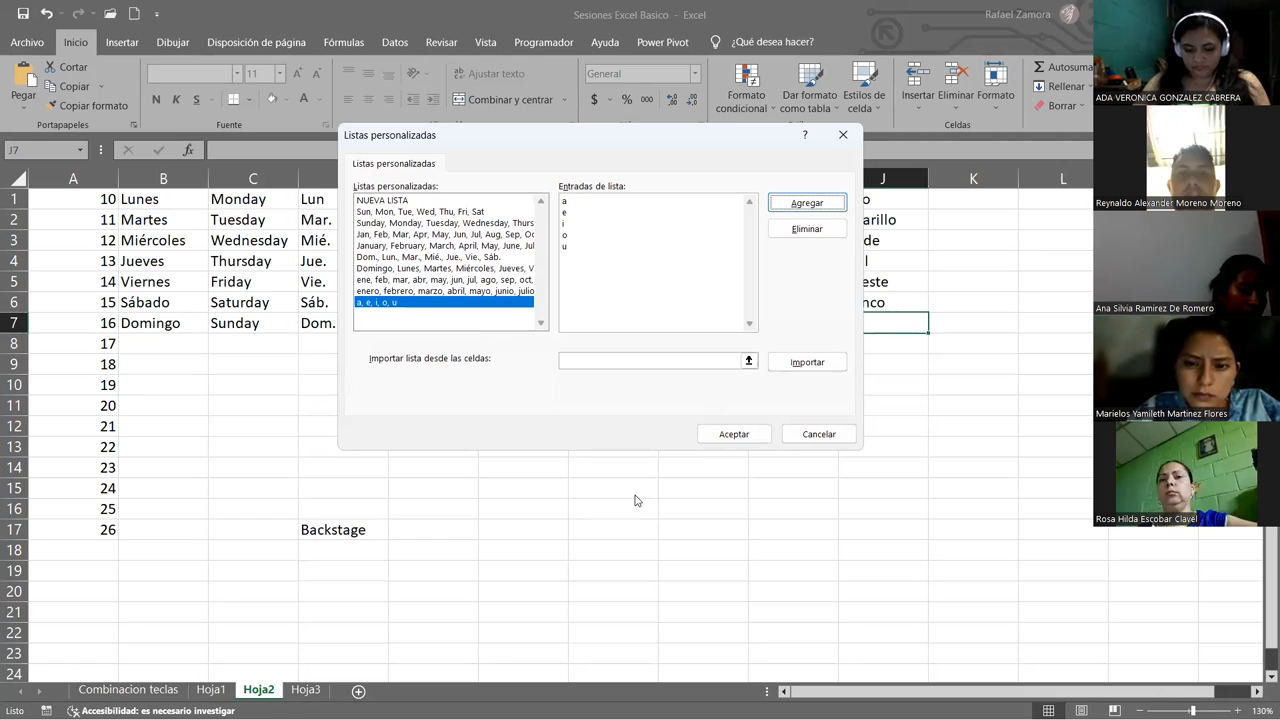 Sesiones Excel Basico - Excel
Rafael Zamora
Archivo Inicio Insertar Dibujar Disposición de página Fórmulas Datos Revisar Vista Programador Ayuda Power Pivot ¿Qué desea hacer?
Pegar
Cortar
Copiar
Copiar formato
Portapapeles
11
N K S
Fuente
Ajustar texto
Combinar y centrar
General
$ % 000
Formato condicional
Dar formato como tabla
Estilos de celda
Insertar Eliminar Formato
Celdas
Autosuma
Rellenar
Borrar
J7
fx
A B C J K L
1 10 Lunes Monday Lun
2 11 Martes Tuesday Mar.
3 12 Miércoles Wednesday Mié.
4 13 Jueves Thursday Jue.
5 14 Viernes Friday Vie.
6 15 Sábado Saturday Sáb.
7 16 Domingo Sunday Dom.
8 17
9 18
10 19
11 20
12 21
13 22
14 23
15 24
16 25
17 26 Backstage
18
19
20
21
22
23
24
Listas personalizadas
?
Listas personalizadas
Listas personalizadas:
NUEVA LISTA
Sun, Mon, Tue, Wed, Thu, Fri, Sat
Sunday, Monday, Tuesday, Wednesday, Thurs
Jan, Feb, Mar, Apr, May, Jun, Jul, Aug, Sep, Oc
January, February, March, April, May, June, Jul
Dom., Lun., Mar., Mié., Jue., Vie., Sáb.
Domingo, Lunes, Martes, Miércoles, Jueves, V
ene, feb, mar, abr, may, jun, jul, ago, sep, oct,
enero, febrero, marzo, abril, mayo, junio, julio
a, e, i, o, u
Entradas de lista:
a
e
i
o
u
Agregar
Eliminar
Importar lista desde las celdas:
Importar
Aceptar
Cancelar
Combinacion teclas Hoja1 Hoja2 Hoja3
Listo
Accesibilidad: es necesario investigar
130%
ADA VERONICA GONZALEZ CABRERA
Reynaldo Alexander Moreno Moreno
Ana Silvia Ramirez De Romero
Marielos Yamileth Martinez Flores
Rosa Hilda Escobar Clavel